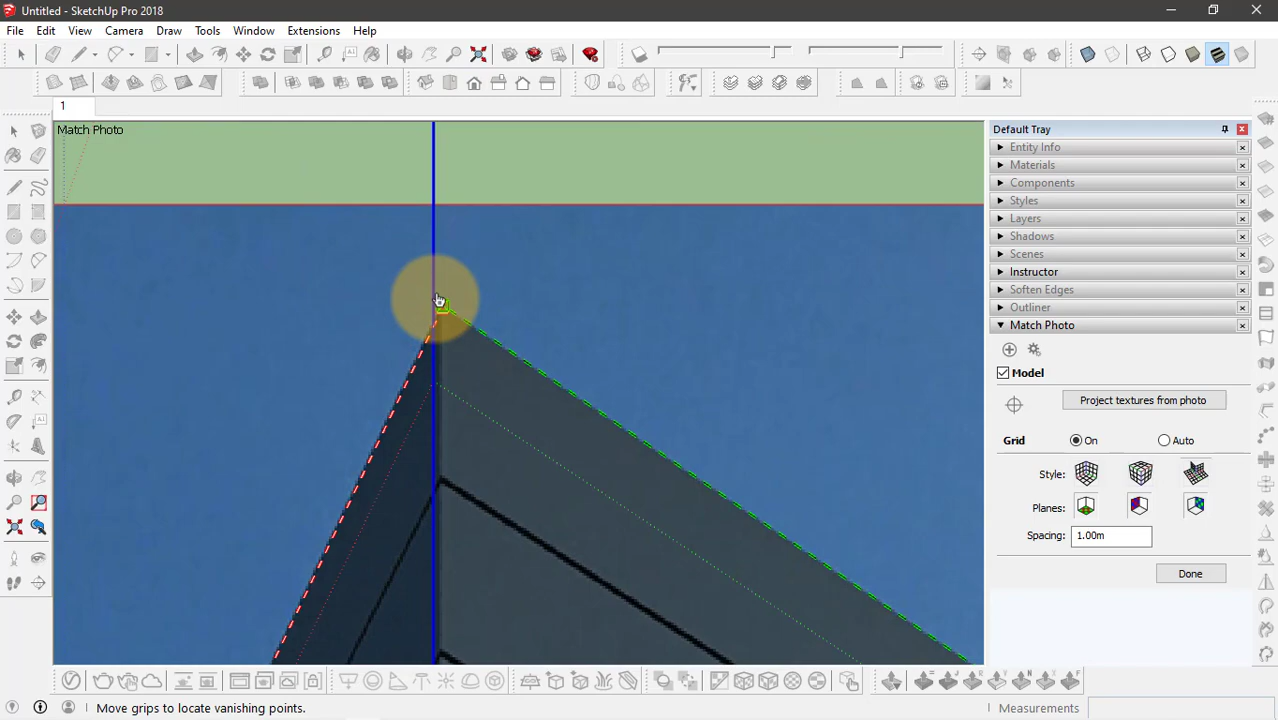 Untitled - SketchUp Pro 2018
File Edit View Camera Draw Tools Window Extensions Help
1
Match Photo
Default Tray
Entity Info
Materials
Components
Styles
Layers
Shadows
Scenes
Instructor
Soften Edges
Outliner
Match Photo
Model
Project textures from photo
Grid On Auto
Style:
Planes:
Spacing: 1.00m
Done
Move grips to locate vanishing points.
Measurements